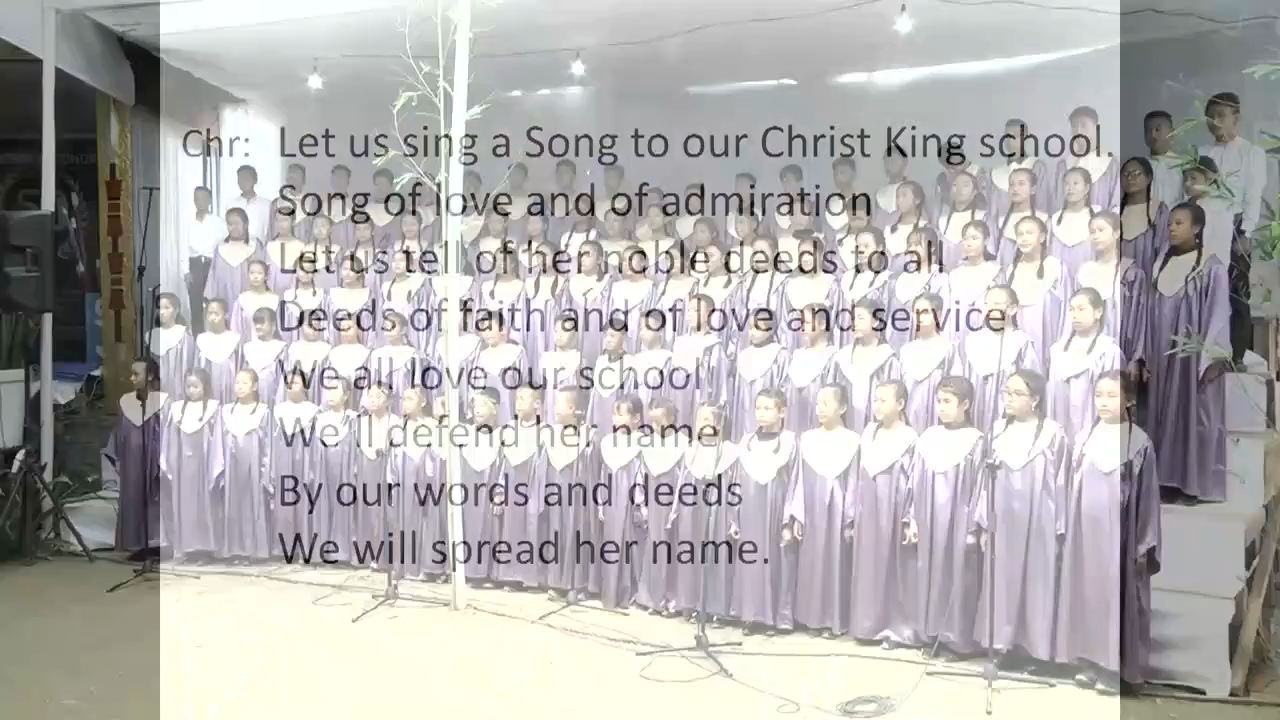 Chr: Let us sing a Song to our Christ King school.
Song of love and of admiration
Let us tell of her noble deeds to all
Deeds of faith and of love and service
We all love our school
We'll defend her name
By our words and deeds
We will spread her name.